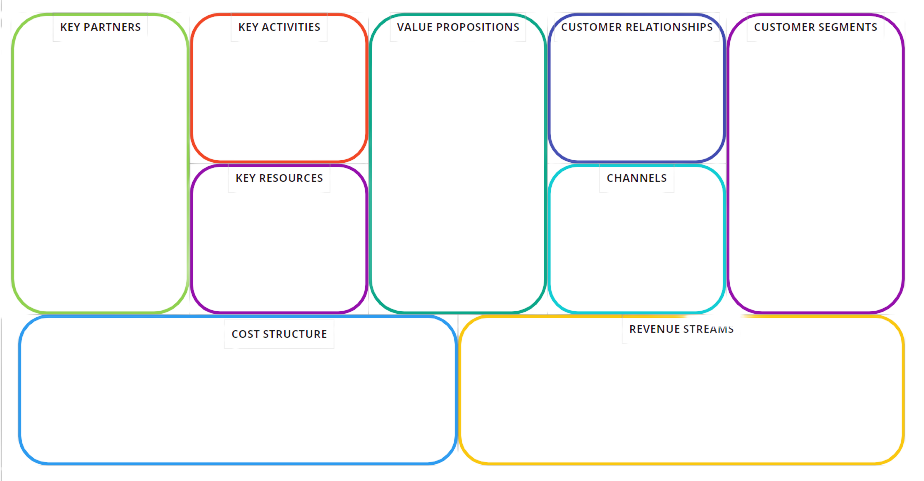 KEY PARTNERS
KEY ACTIVITIES
VALUE PROPOSITIONS
CUSTOMER RELATIONSHIPS
CUSTOMER SEGMENTS
KEY RESOURCES
CHANNELS
COST STRUCTURE
REVENUE STREAMS